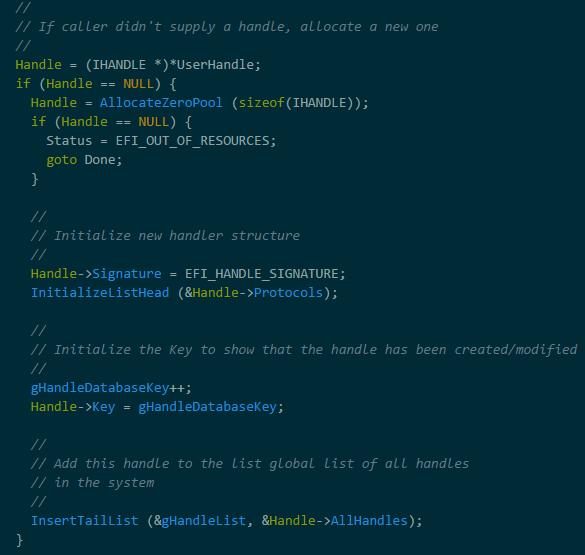 //
// If caller didn't supply a handle, allocate a new one
//
Handle = (IHANDLE *)*UserHandle;
if (Handle == NULL) {
  Handle = AllocateZeroPool (sizeof(IHANDLE));
  if (Handle == NULL) {
    Status = EFI_OUT_OF_RESOURCES;
    goto Done;
  }

  //
  // Initialize new handler structure
  //
  Handle->Signature = EFI_HANDLE_SIGNATURE;
  InitializeListHead (&Handle->Protocols);

  //
  // Initialize the Key to show that the handle has been created/modified
  //
  gHandleDatabaseKey++;
  Handle->Key = gHandleDatabaseKey;

  //
  // Add this handle to the list global list of all handles
  // in the system
  //
  InsertTailList (&gHandleList, &Handle->AllHandles);
}